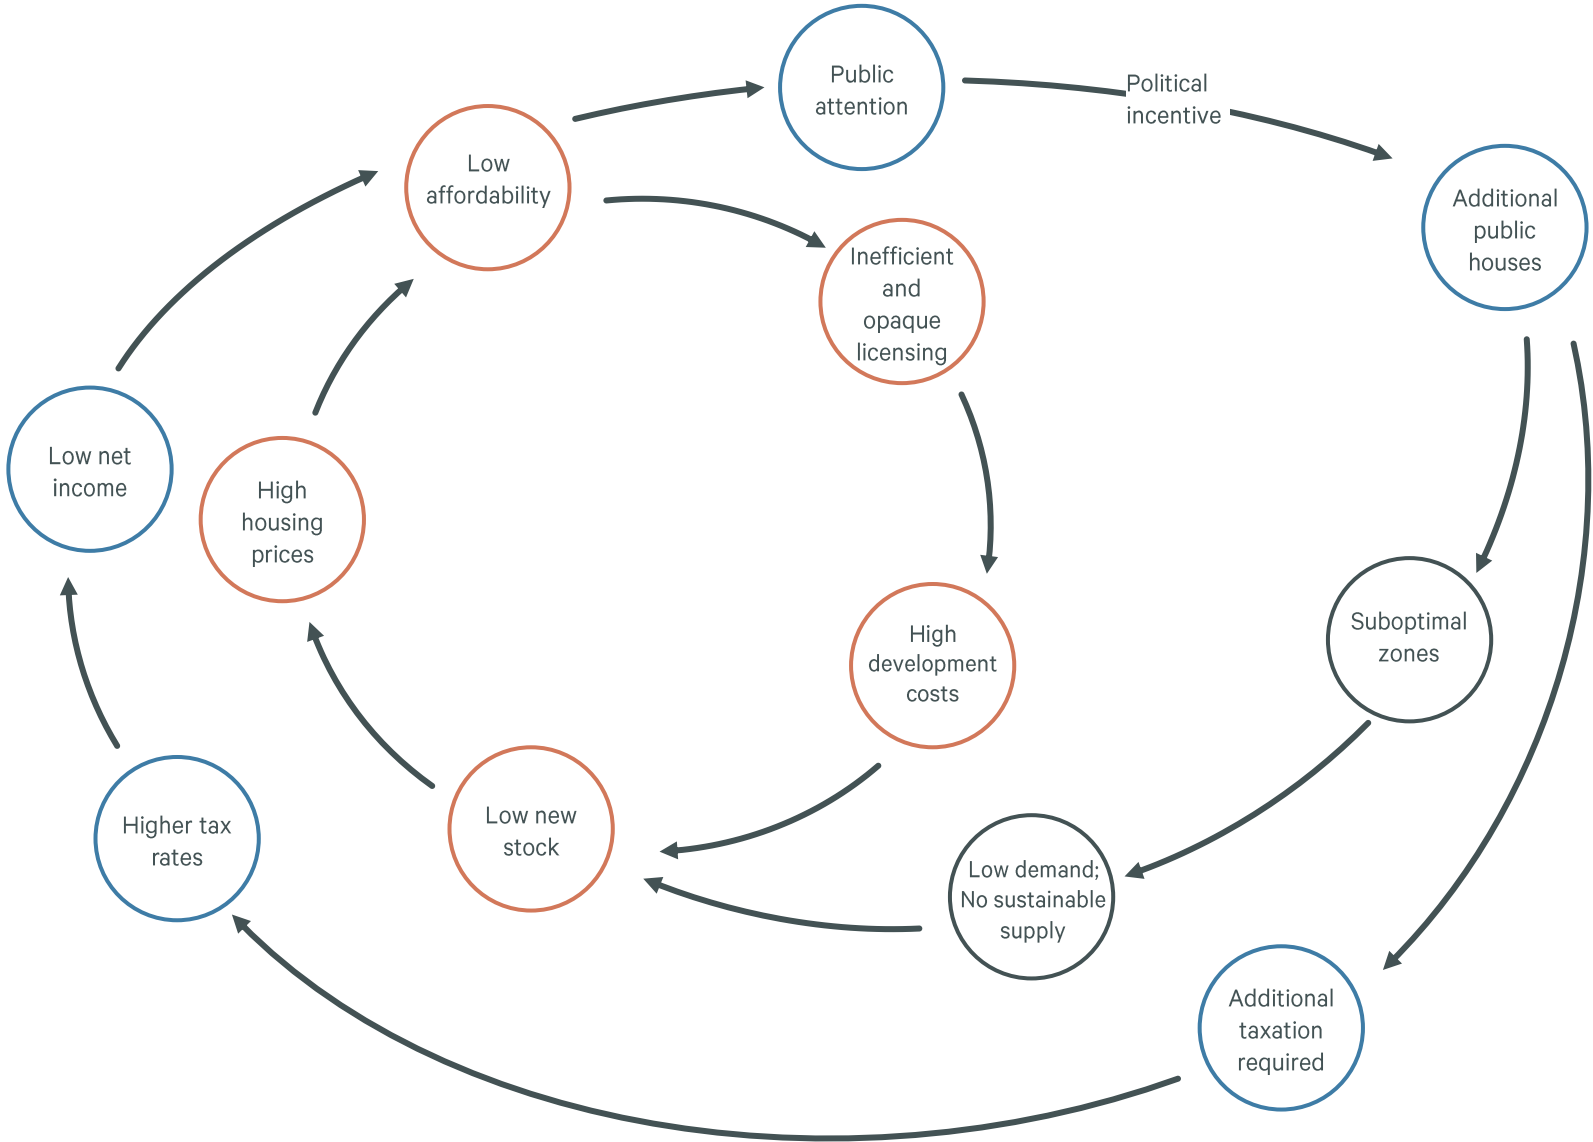 Public
attention
Political
incentive
Low
affordability
Additional
public
houses
Inefficient
and
opaque
licensing
Low net
income
High
housing
prices
High
development
costs
Suboptimal
zones
Higher tax
rates
Low new
stock
Low demand;
No sustainable
supply
Additional
taxation
required